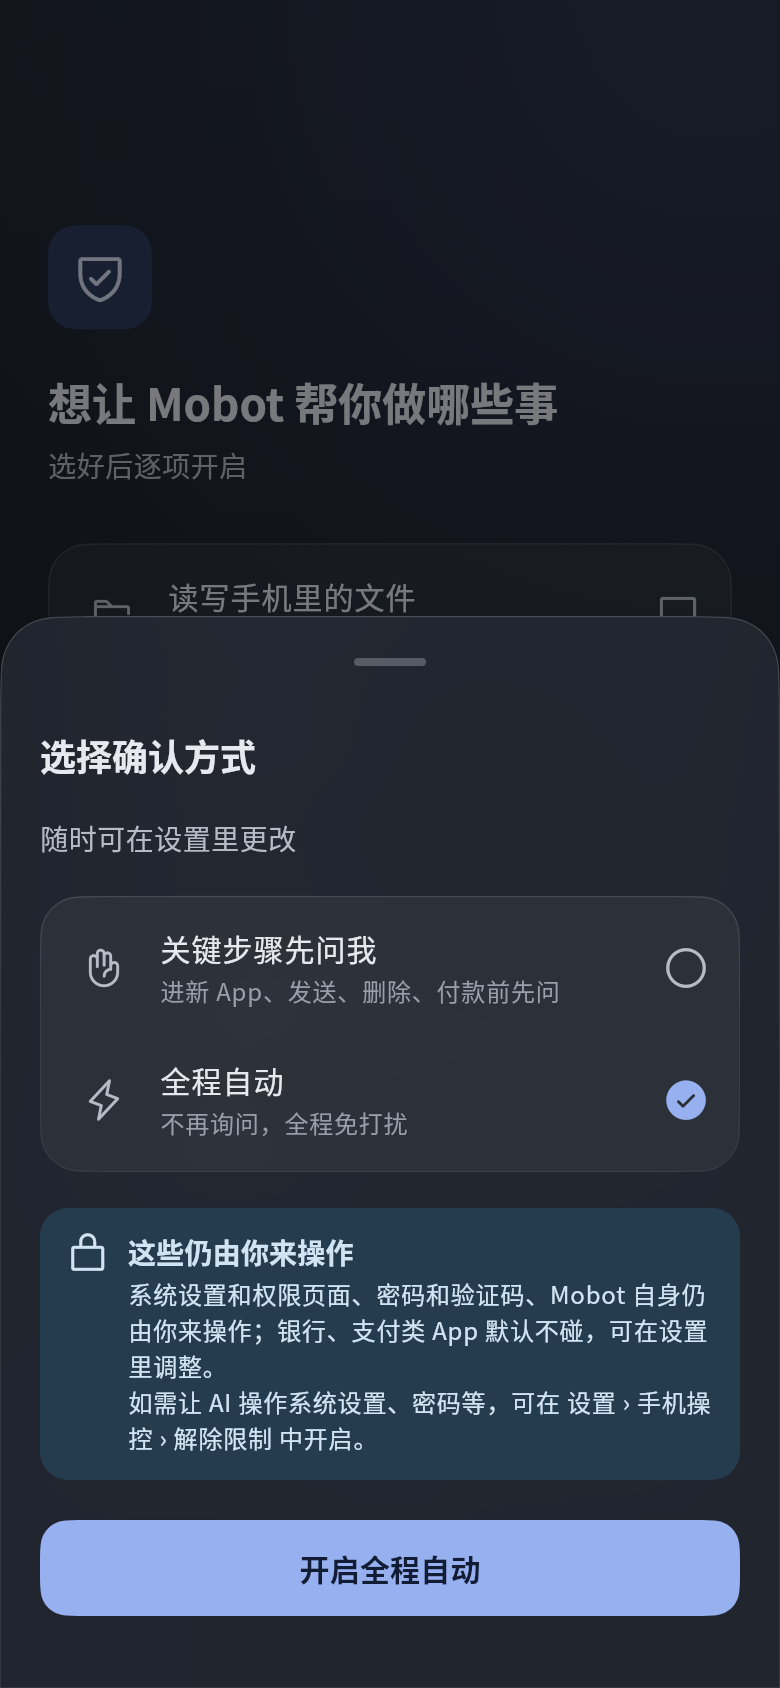 想让 Mobot 帮你做哪些事
选好后逐项开启
读写手机里的文件
选择确认方式
随时可在设置里更改
关键步骤先问我
进新 App、发送、删除、付款前先问
全程自动
不再询问，全程免打扰
这些仍由你来操作
系统设置和权限页面、密码和验证码、Mobot 自身仍
由你来操作；银行、支付类 App 默认不碰，可在设置
里调整。
如需让 AI 操作系统设置、密码等，可在 设置 › 手机操
控 › 解除限制 中开启。
开启全程自动